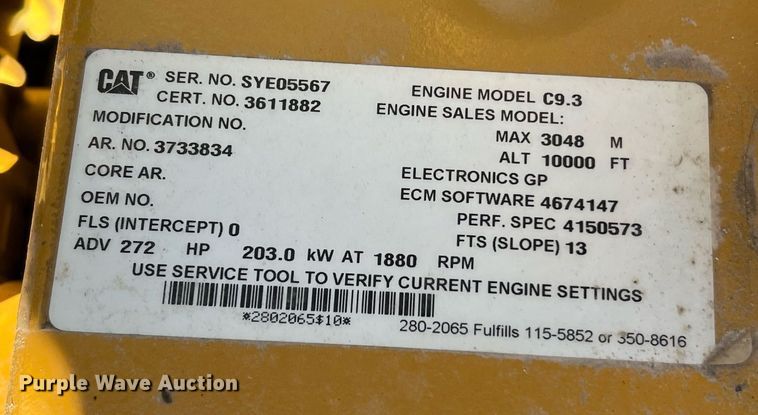 CAT® SER. NO. SYE05567 ENGINE MODEL C9.3
CERT. NO. 3611882 ENGINE SALES MODEL:
MODIFICATION NO. MAX 3048 M
AR. NO. 3733834 ALT 10000 FT
CORE AR. ELECTRONICS GP
OEM NO. ECM SOFTWARE 4674147
FLS (INTERCEPT) 0 PERF. SPEC 4150573
ADV 272 HP 203.0 kW AT 1880 RPM FTS (SLOPE) 13
USE SERVICE TOOL TO VERIFY CURRENT ENGINE SETTINGS
*2802065$10*
280-2065 Fulfills 115-5852 or 350-8616
Purple Wave Auction